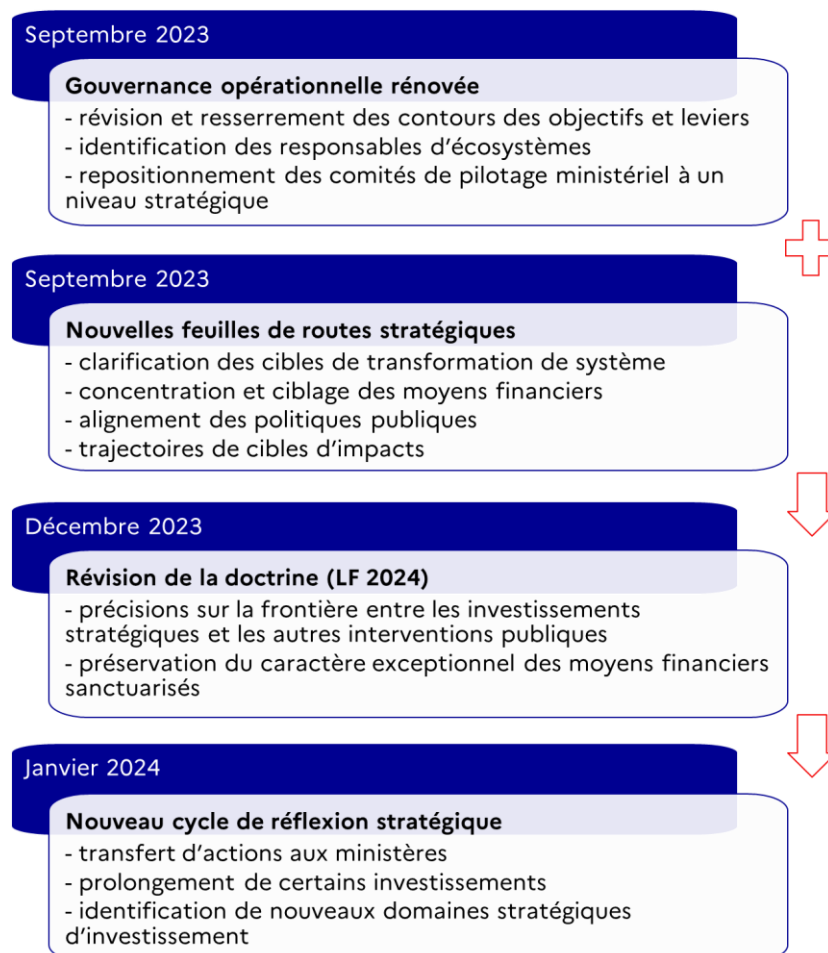 Septembre 2023
Gouvernance opérationnelle rénovée
- révision et resserrement des contours des objectifs et leviers
- identification des responsables d’écosystèmes
- repositionnement des comités de pilotage ministériel à un
niveau stratégique
Septembre 2023
Nouvelles feuilles de routes stratégiques
- clarification des cibles de transformation de système
- concentration et ciblage des moyens financiers
- alignement des politiques publiques
- trajectoires de cibles d’impacts
Décembre 2023
Révision de la doctrine (LF 2024)
- précisions sur la frontière entre les investissements
stratégiques et les autres interventions publiques
- préservation du caractère exceptionnel des moyens financiers
sanctuarisés
Janvier 2024
Nouveau cycle de réflexion stratégique
- transfert d’actions aux ministères
- prolongement de certains investissements
- identification de nouveaux domaines stratégiques
d’investissement